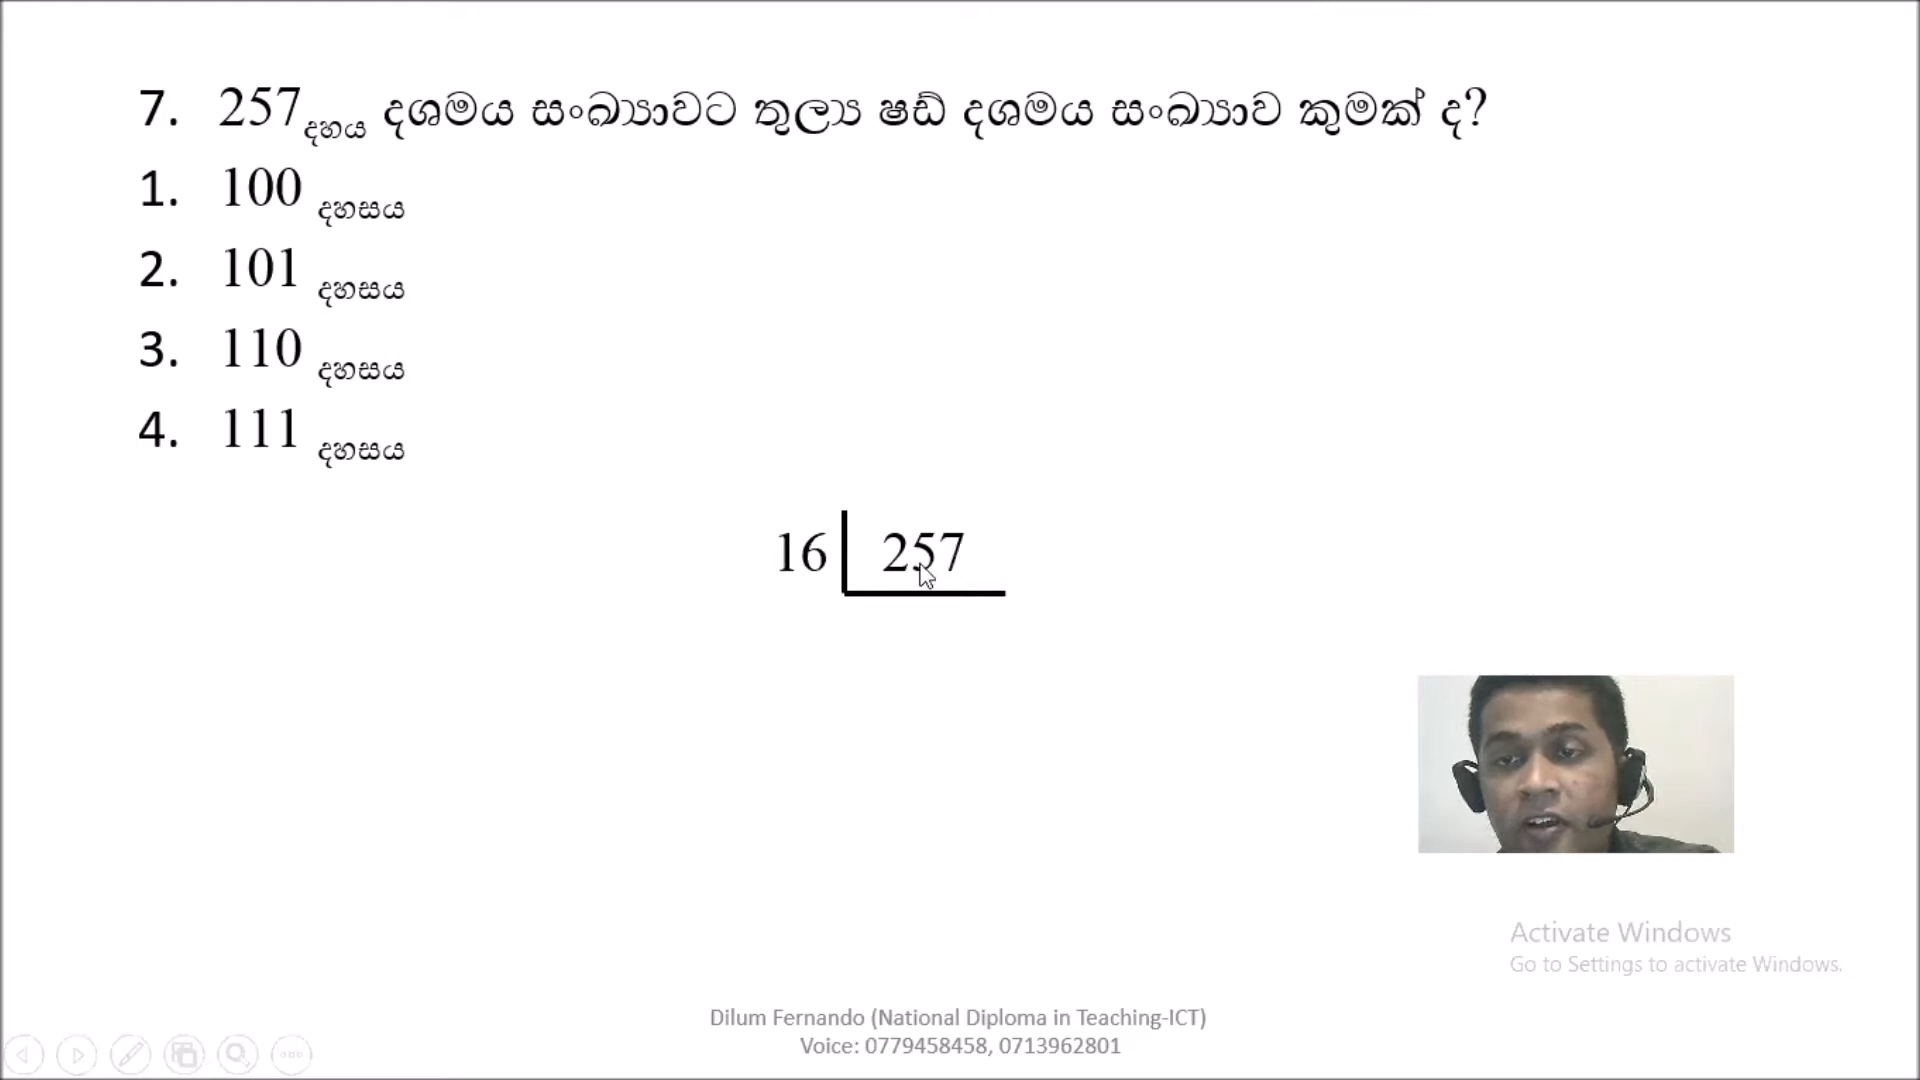 7. 257දහය දශමය සංඛ්‍යාවට තුල්‍ය ෂඩ් දශමය සංඛ්‍යාව කුමක් ද?
1. 100 දහසය
2. 101 දහසය
3. 110 දහසය
4. 111 දහසය
16 257
Activate Windows
Go to Settings to activate Windows.
Dilum Fernando (National Diploma in Teaching-ICT)
Voice: 0779458458, 0713962801